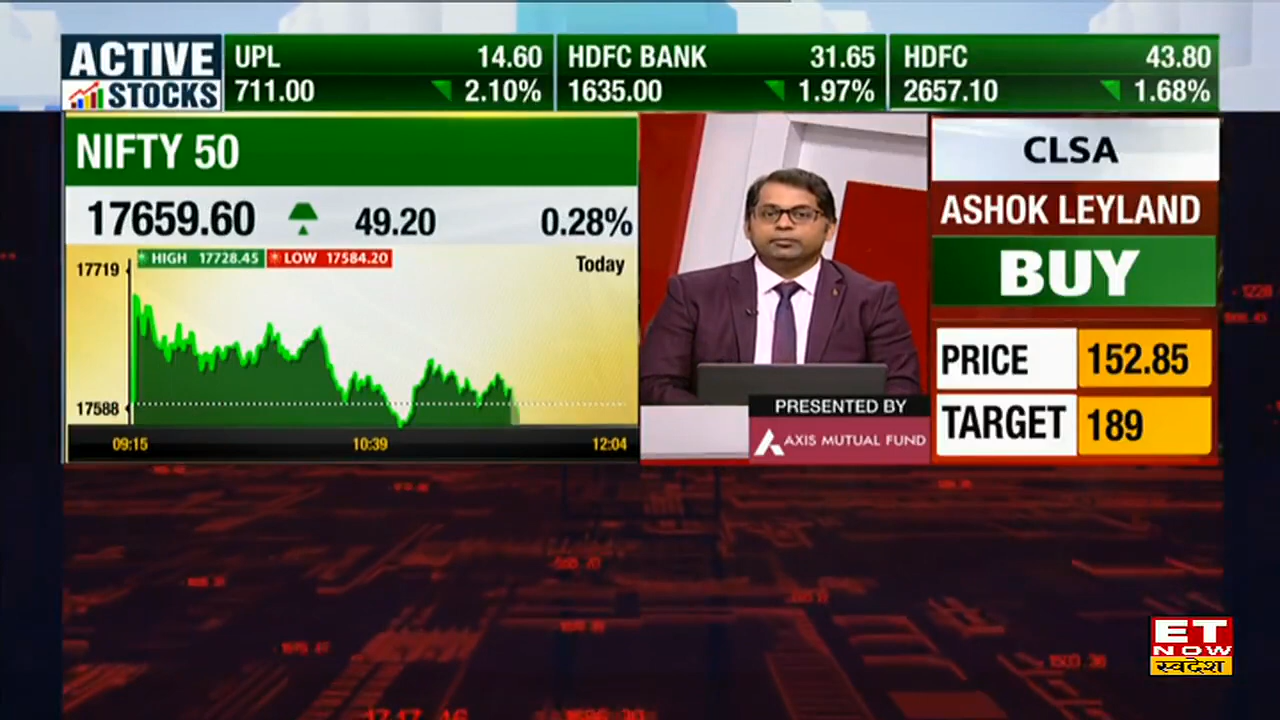 ACTIVE
STOCKS
UPL 14.60
711.00 2.10%
HDFC BANK 31.65
1635.00 1.97%
HDFC 43.80
2657.10 1.68%
NIFTY 50
17659.60 49.20 0.28%
HIGH 17728.45 LOW 17584.20
Today
17719
17588
09:15 10:39 12:04
PRESENTED BY
AXIS MUTUAL FUND
CLSA
ASHOK LEYLAND
BUY
PRICE 152.85
TARGET 189
ET
NOW
स्वदेश